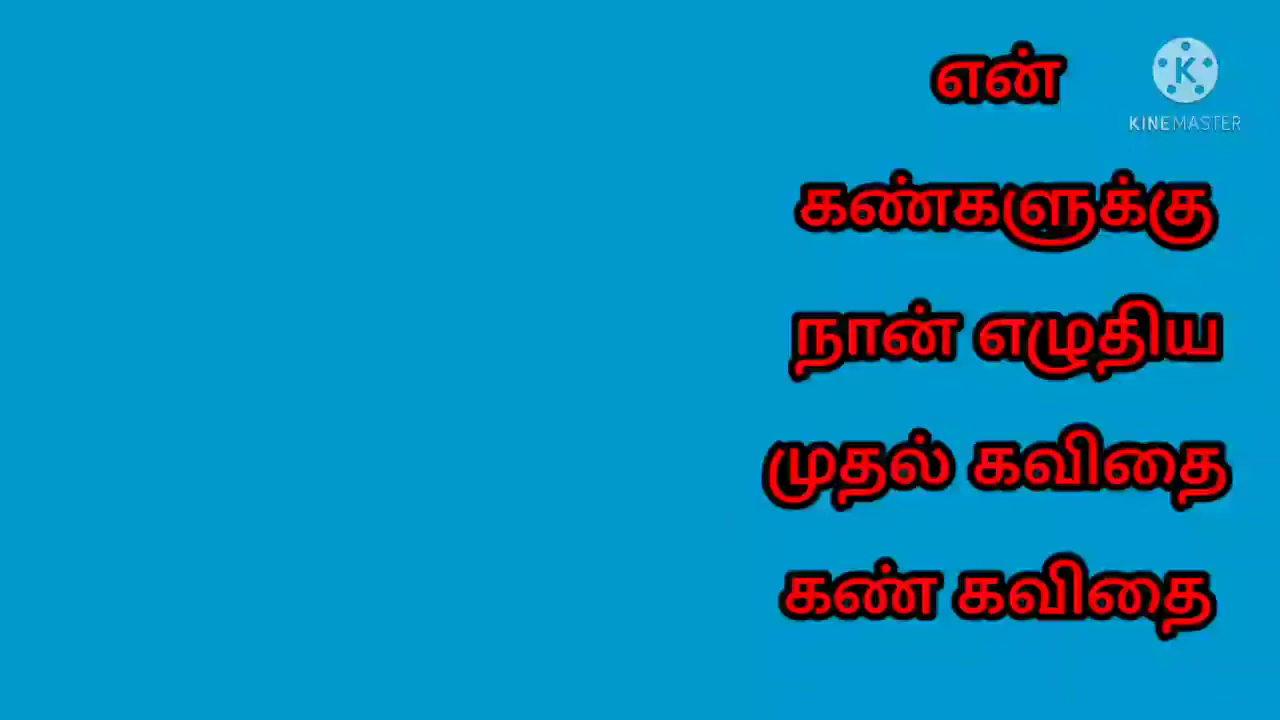 என்
KINEMASTER
கண்களுக்கு
நான் எழுதிய
முதல் கவிதை
கண் கவிதை